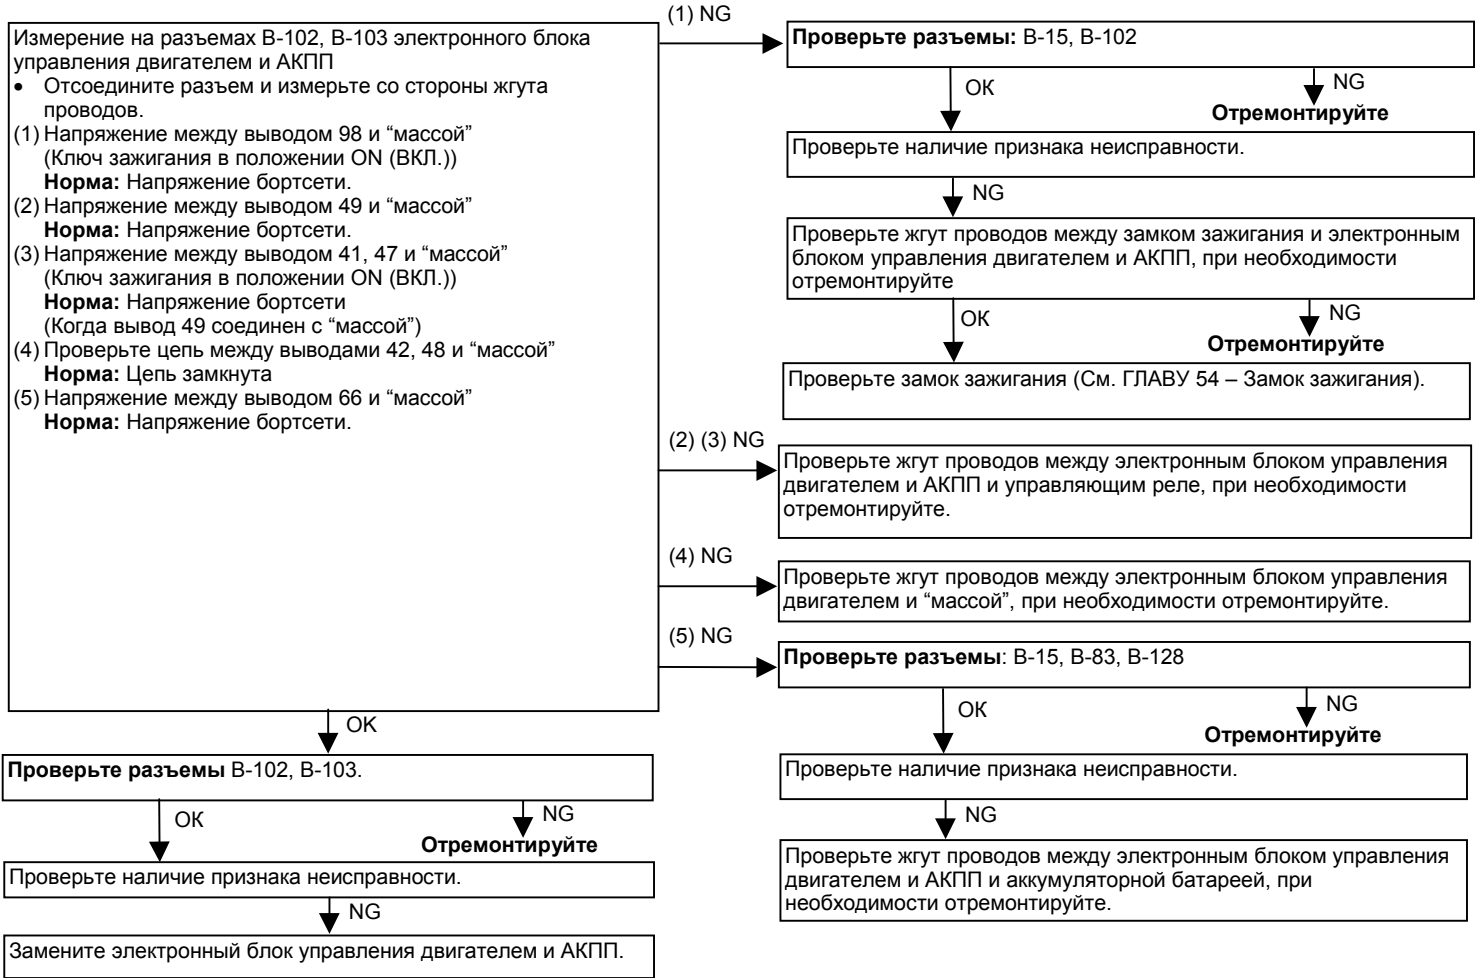 Измерение на разъемах В-102, В-103 электронного блока
управления двигателем и АКПП
• Отсоедините разъем и измерьте со стороны жгута
проводов.
(1) Напряжение между выводом 98 и “массой”
(Ключ зажигания в положении ON (ВКЛ.))
Норма: Напряжение бортсети.
(2) Напряжение между выводом 49 и “массой”
Норма: Напряжение бортсети.
(3) Напряжение между выводом 41, 47 и “массой”
(Ключ зажигания в положении ON (ВКЛ.))
Норма: Напряжение бортсети
(Когда вывод 49 соединен с “массой”)
(4) Проверьте цепь между выводами 42, 48 и “массой”
Норма: Цепь замкнута
(5) Напряжение между выводом 66 и “массой”
Норма: Напряжение бортсети.
(1) NG
Проверьте разъемы: В-15, В-102
ОК
NG
Отремонтируйте
Проверьте наличие признака неисправности.
NG
Проверьте жгут проводов между замком зажигания и электронным
блоком управления двигателем и АКПП, при необходимости
отремонтируйте
ОК
NG
Отремонтируйте
Проверьте замок зажигания (См. ГЛАВУ 54 – Замок зажигания).
(2) (3) NG
Проверьте жгут проводов между электронным блоком управления
двигателем и АКПП и управляющим реле, при необходимости
отремонтируйте.
(4) NG
Проверьте жгут проводов между электронным блоком управления
двигателем и “массой”, при необходимости отремонтируйте.
(5) NG
Проверьте разъемы: В-15, В-83, В-128
ОК
NG
Отремонтируйте
Проверьте наличие признака неисправности.
NG
Проверьте жгут проводов между электронным блоком управления
двигателем и АКПП и аккумуляторной батареей, при
необходимости отремонтируйте.
OK
Проверьте разъемы В-102, В-103.
ОК
NG
Отремонтируйте
Проверьте наличие признака неисправности.
NG
Замените электронный блок управления двигателем и АКПП.